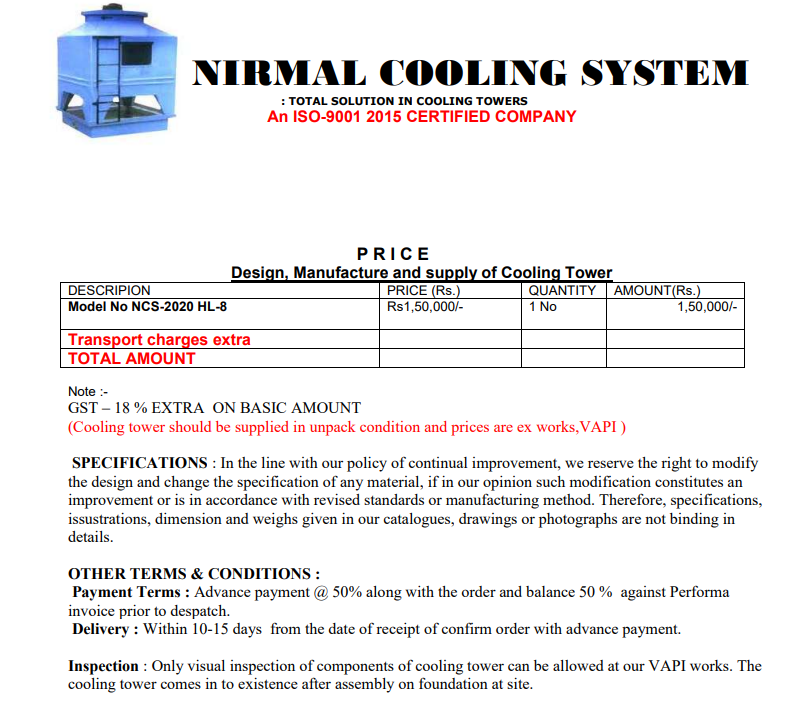 NIRMAL COOLING SYSTEM
: TOTAL SOLUTION IN COOLING TOWERS
An ISO-9001 2015 CERTIFIED COMPANY
P R I C E
Design, Manufacture and supply of Cooling Tower
DESCRIPION PRICE (Rs.) QUANTITY AMOUNT(Rs.)
Model No NCS-2020 HL-8 Rs1,50,000/- 1 No 1,50,000/-
Transport charges extra
TOTAL AMOUNT
Note :-
GST – 18 % EXTRA ON BASIC AMOUNT
(Cooling tower should be supplied in unpack condition and prices are ex works,VAPI )
SPECIFICATIONS : In the line with our policy of continual improvement, we reserve the right to modify
the design and change the specification of any material, if in our opinion such modification constitutes an
improvement or is in accordance with revised standards or manufacturing method. Therefore, specifications,
issustrations, dimension and weighs given in our catalogues, drawings or photographs are not binding in
details.
OTHER TERMS & CONDITIONS :
Payment Terms : Advance payment @ 50% along with the order and balance 50 % against Performa
invoice prior to despatch.
Delivery : Within 10-15 days from the date of receipt of confirm order with advance payment.
Inspection : Only visual inspection of components of cooling tower can be allowed at our VAPI works. The
cooling tower comes in to existence after assembly on foundation at site.